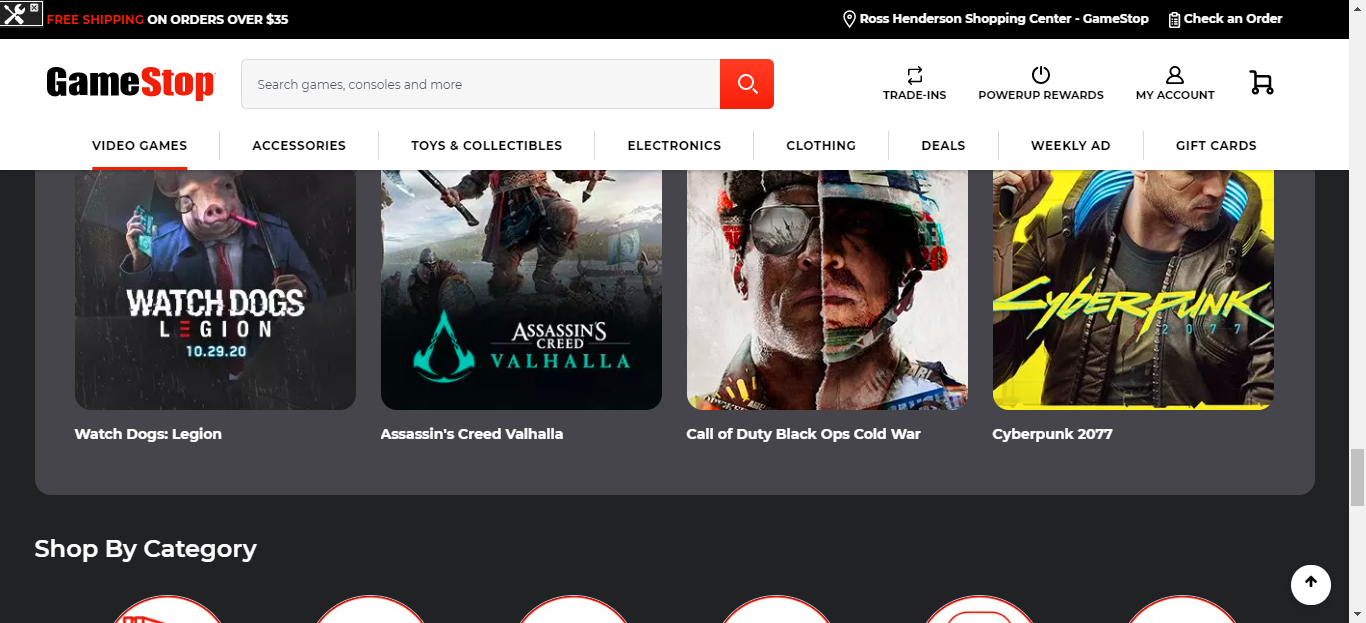 FREE SHIPPING ON ORDERS OVER $35
Ross Henderson Shopping Center - GameStop
Check an Order
GameStop
Search games, consoles and more
TRADE-INS
POWERUP REWARDS
MY ACCOUNT
VIDEO GAMES
ACCESSORIES
TOYS & COLLECTIBLES
ELECTRONICS
CLOTHING
DEALS
WEEKLY AD
GIFT CARDS
WATCH DOGS
LEGION
10.29.20
ASSASSIN'S
CREED
VALHALLA
CYBERPUNK
2077
Watch Dogs: Legion
Assassin's Creed Valhalla
Call of Duty Black Ops Cold War
Cyberpunk 2077
Shop By Category